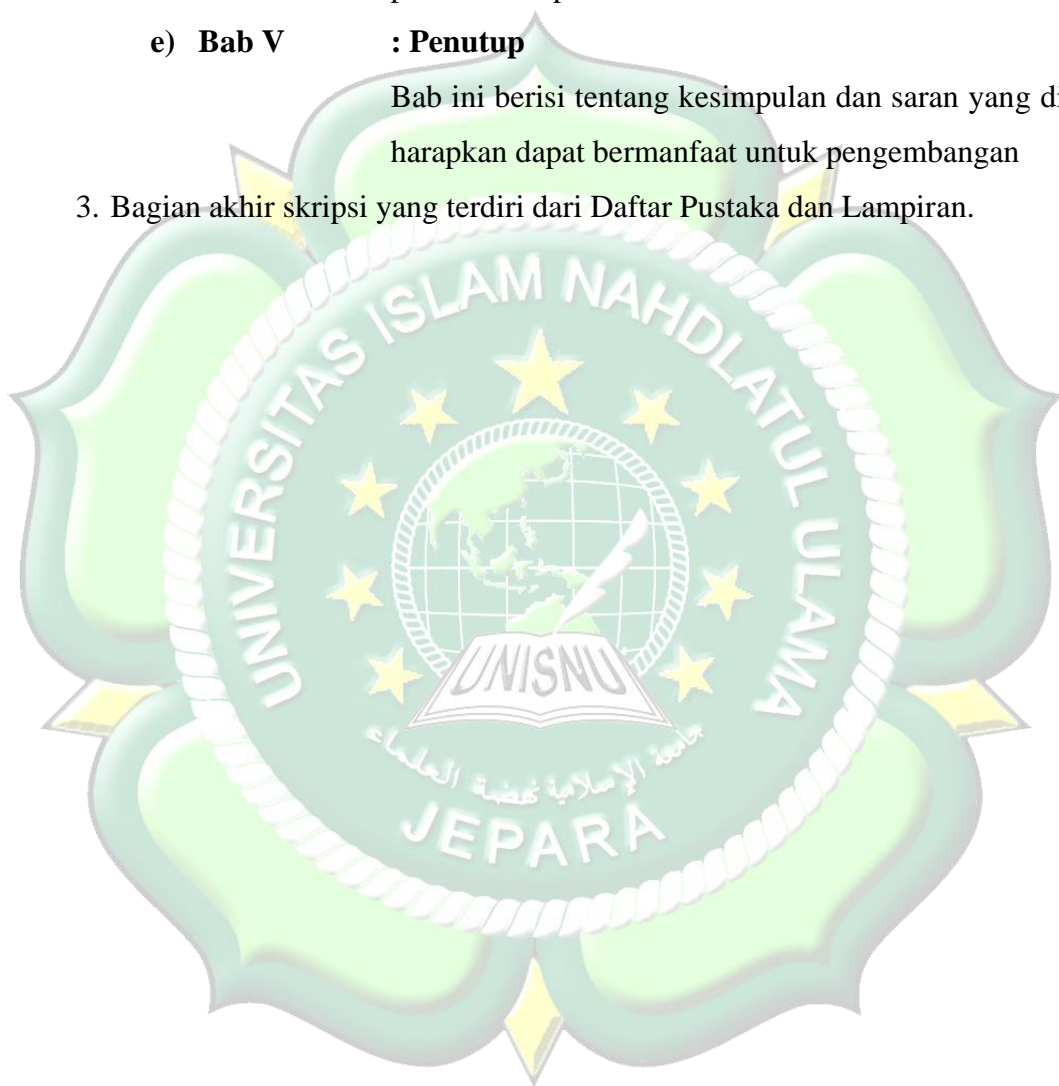 e) Bab V : Penutup
Bab ini berisi tentang kesimpulan dan saran yang di
harapkan dapat bermanfaat untuk pengembangan
3. Bagian akhir skripsi yang terdiri dari Daftar Pustaka dan Lampiran.
UNIVERSITAS ISLAM NAHDLATUL ULAMA
UNISNU
JEPARA